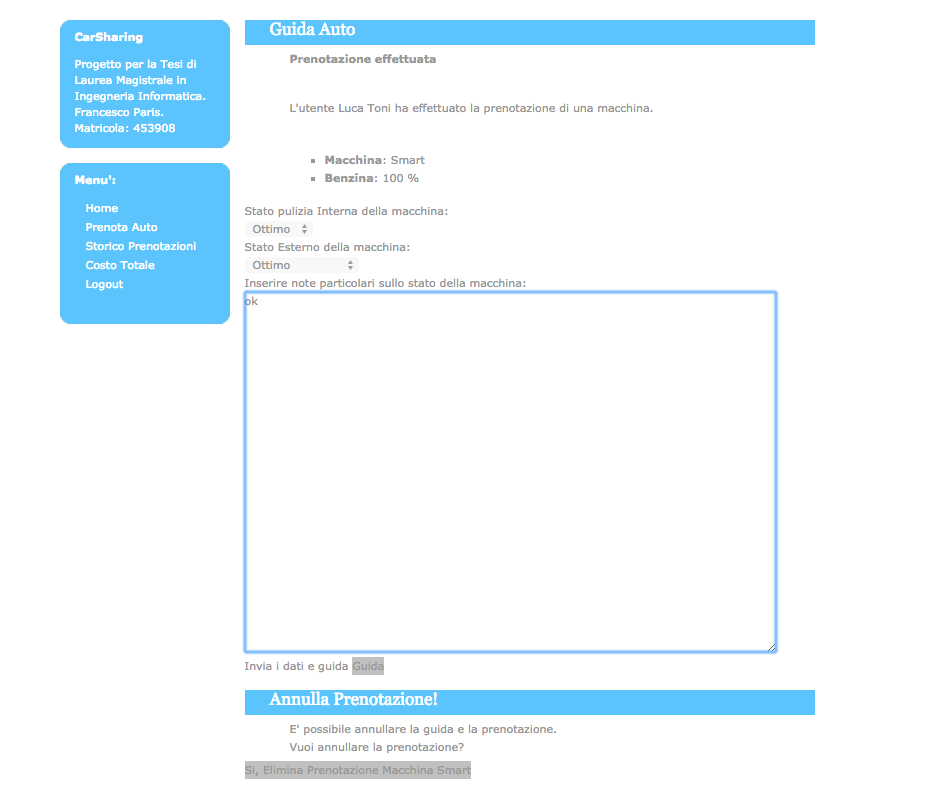 CarSharing
Progetto per la Tesi di
Laurea Magistrale in
Ingegneria Informatica.
Francesco Paris.
Matricola: 453908
Menu':
Home
Prenota Auto
Storico Prenotazioni
Costo Totale
Logout
Guida Auto
Prenotazione effettuata
L'utente Luca Toni ha effettuato la prenotazione di una macchina.
Macchina: Smart
Benzina: 100 %
Stato pulizia Interna della macchina:
Ottimo
Stato Esterno della macchina:
Ottimo
Inserire note particolari sullo stato della macchina:
ok
Invia i dati e guida Guida
Annulla Prenotazione!
E' possibile annullare la guida e la prenotazione.
Vuoi annullare la prenotazione?
Si, Elimina Prenotazione Macchina Smart